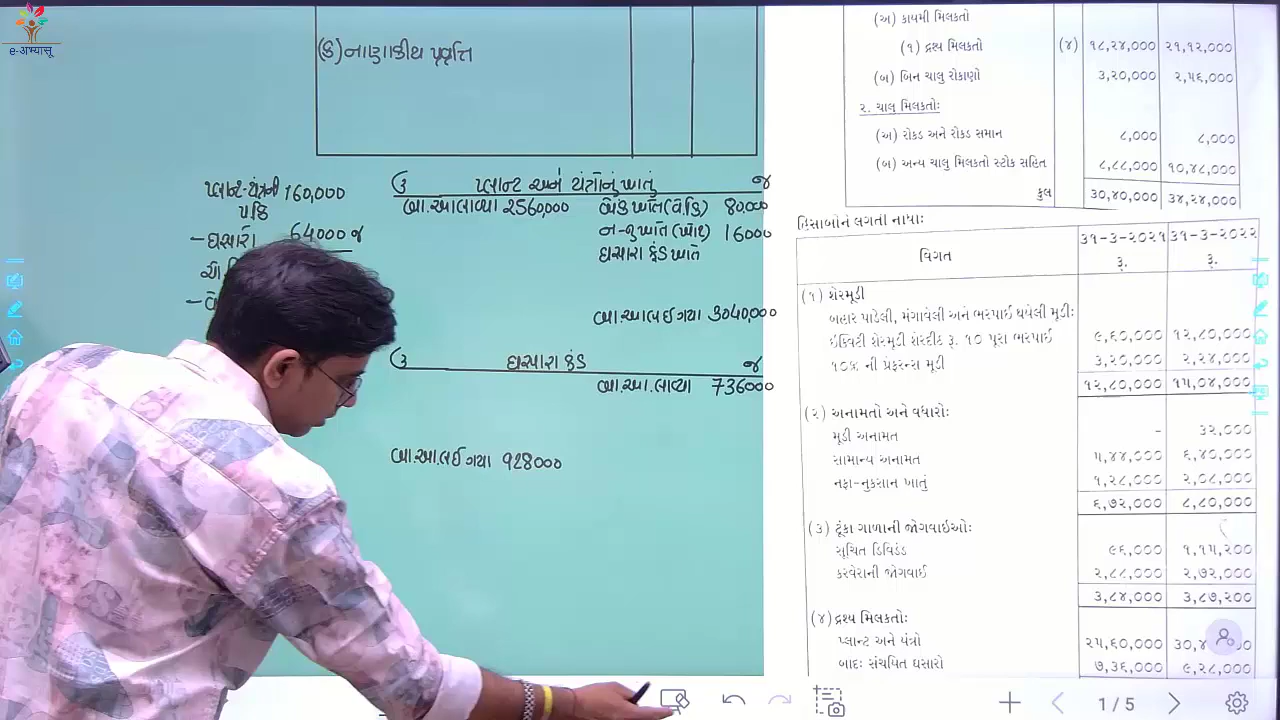 e-अभ्यासू
(ક) નાણાકીય પ્રવૃત્તિ
પ્લાન્ટ-યંત્રની 160,000
પ.કિં
- ઘસારા 64000 જ
ઉ પ્લાન્ટ અને યંત્રોનું ખાતું જ
બા.આ.લાવ્યા 2560,000 બેંક ખાતે (વે.કિં) 80,000
ન-નુ ખાતે (ખોટ) 16000
ઘસારા ફંડ ખાતે
બા.આ.લઈ ગયા 3040,000
ઉ ઘસારા ફંડ જ
બા.આ.લાવ્યા 736000
બા.આ.લઈ ગયા 928000
(અ) કાયમી મિલકતો
(૧) દ્રશ્ય મિલકતો (૪) ૧૮,૨૪,૦૦૦ ૨૧,૧૨,૦૦૦
(બ) બિન ચાલુ રોકાણો ૩,૨૦,૦૦૦ ૨,૫૬,૦૦૦
૨. ચાલુ મિલકતો:
(અ) રોકડ અને રોકડ સમાન ૮,૦૦૦ ૮,૦૦૦
(બ) અન્ય ચાલુ મિલકતો સ્ટોક સહિત ૮,૮૮,૦૦૦ ૧૦,૪૮,૦૦૦
કુલ ૩૦,૪૦,૦૦૦ ૩૪,૨૪,૦૦૦
હિસાબોને લગતી નોંધો:
વિગત ૩૧-૩-૨૦૨૧ રૂ. ૩૧-૩-૨૦૨૨ રૂ.
(૧) શેરમૂડી
બહાર પાડેલી, મંગાવેલી અને ભરપાઈ થયેલી મૂડી:
ઇક્વિટી શેરમૂડી શેરદીઠ રૂ. ૧૦ પૂરા ભરપાઈ ૯,૬૦,૦૦૦ ૧૨,૮૦,૦૦૦
૧૦% ની પ્રેફરન્સ મૂડી ૩,૨૦,૦૦૦ ૨,૨૪,૦૦૦
૧૨,૮૦,૦૦૦ ૧૫,૦૪,૦૦૦
(૨) અનામતો અને વધારો:
મૂડી અનામત - ૩૨,૦૦૦
સામાન્ય અનામત ૫,૪૪,૦૦૦ ૬,૪૦,૦૦૦
નફા-નુકસાન ખાતું ૧,૨૮,૦૦૦ ૨,૦૮,૦૦૦
૬,૭૨,૦૦૦ ૮,૮૦,૦૦૦
(૩) ટૂંકા ગાળાની જોગવાઈઓ:
સૂચિત ડિવિડંડ ૯૬,૦૦૦ ૧,૧૫,૨૦૦
કરવેરાની જોગવાઈ ૨,૮૮,૦૦૦ ૨,૭૨,૦૦૦
૩,૮૪,૦૦૦ ૩,૮૭,૨૦૦
(૪) દ્રશ્ય મિલકતો:
પ્લાન્ટ અને યંત્રો ૨૫,૬૦,૦૦૦
બાદ: સંચયિત ઘસારો ૭,૩૬,૦૦૦ ૯,૨૮,૦૦૦
1 / 5